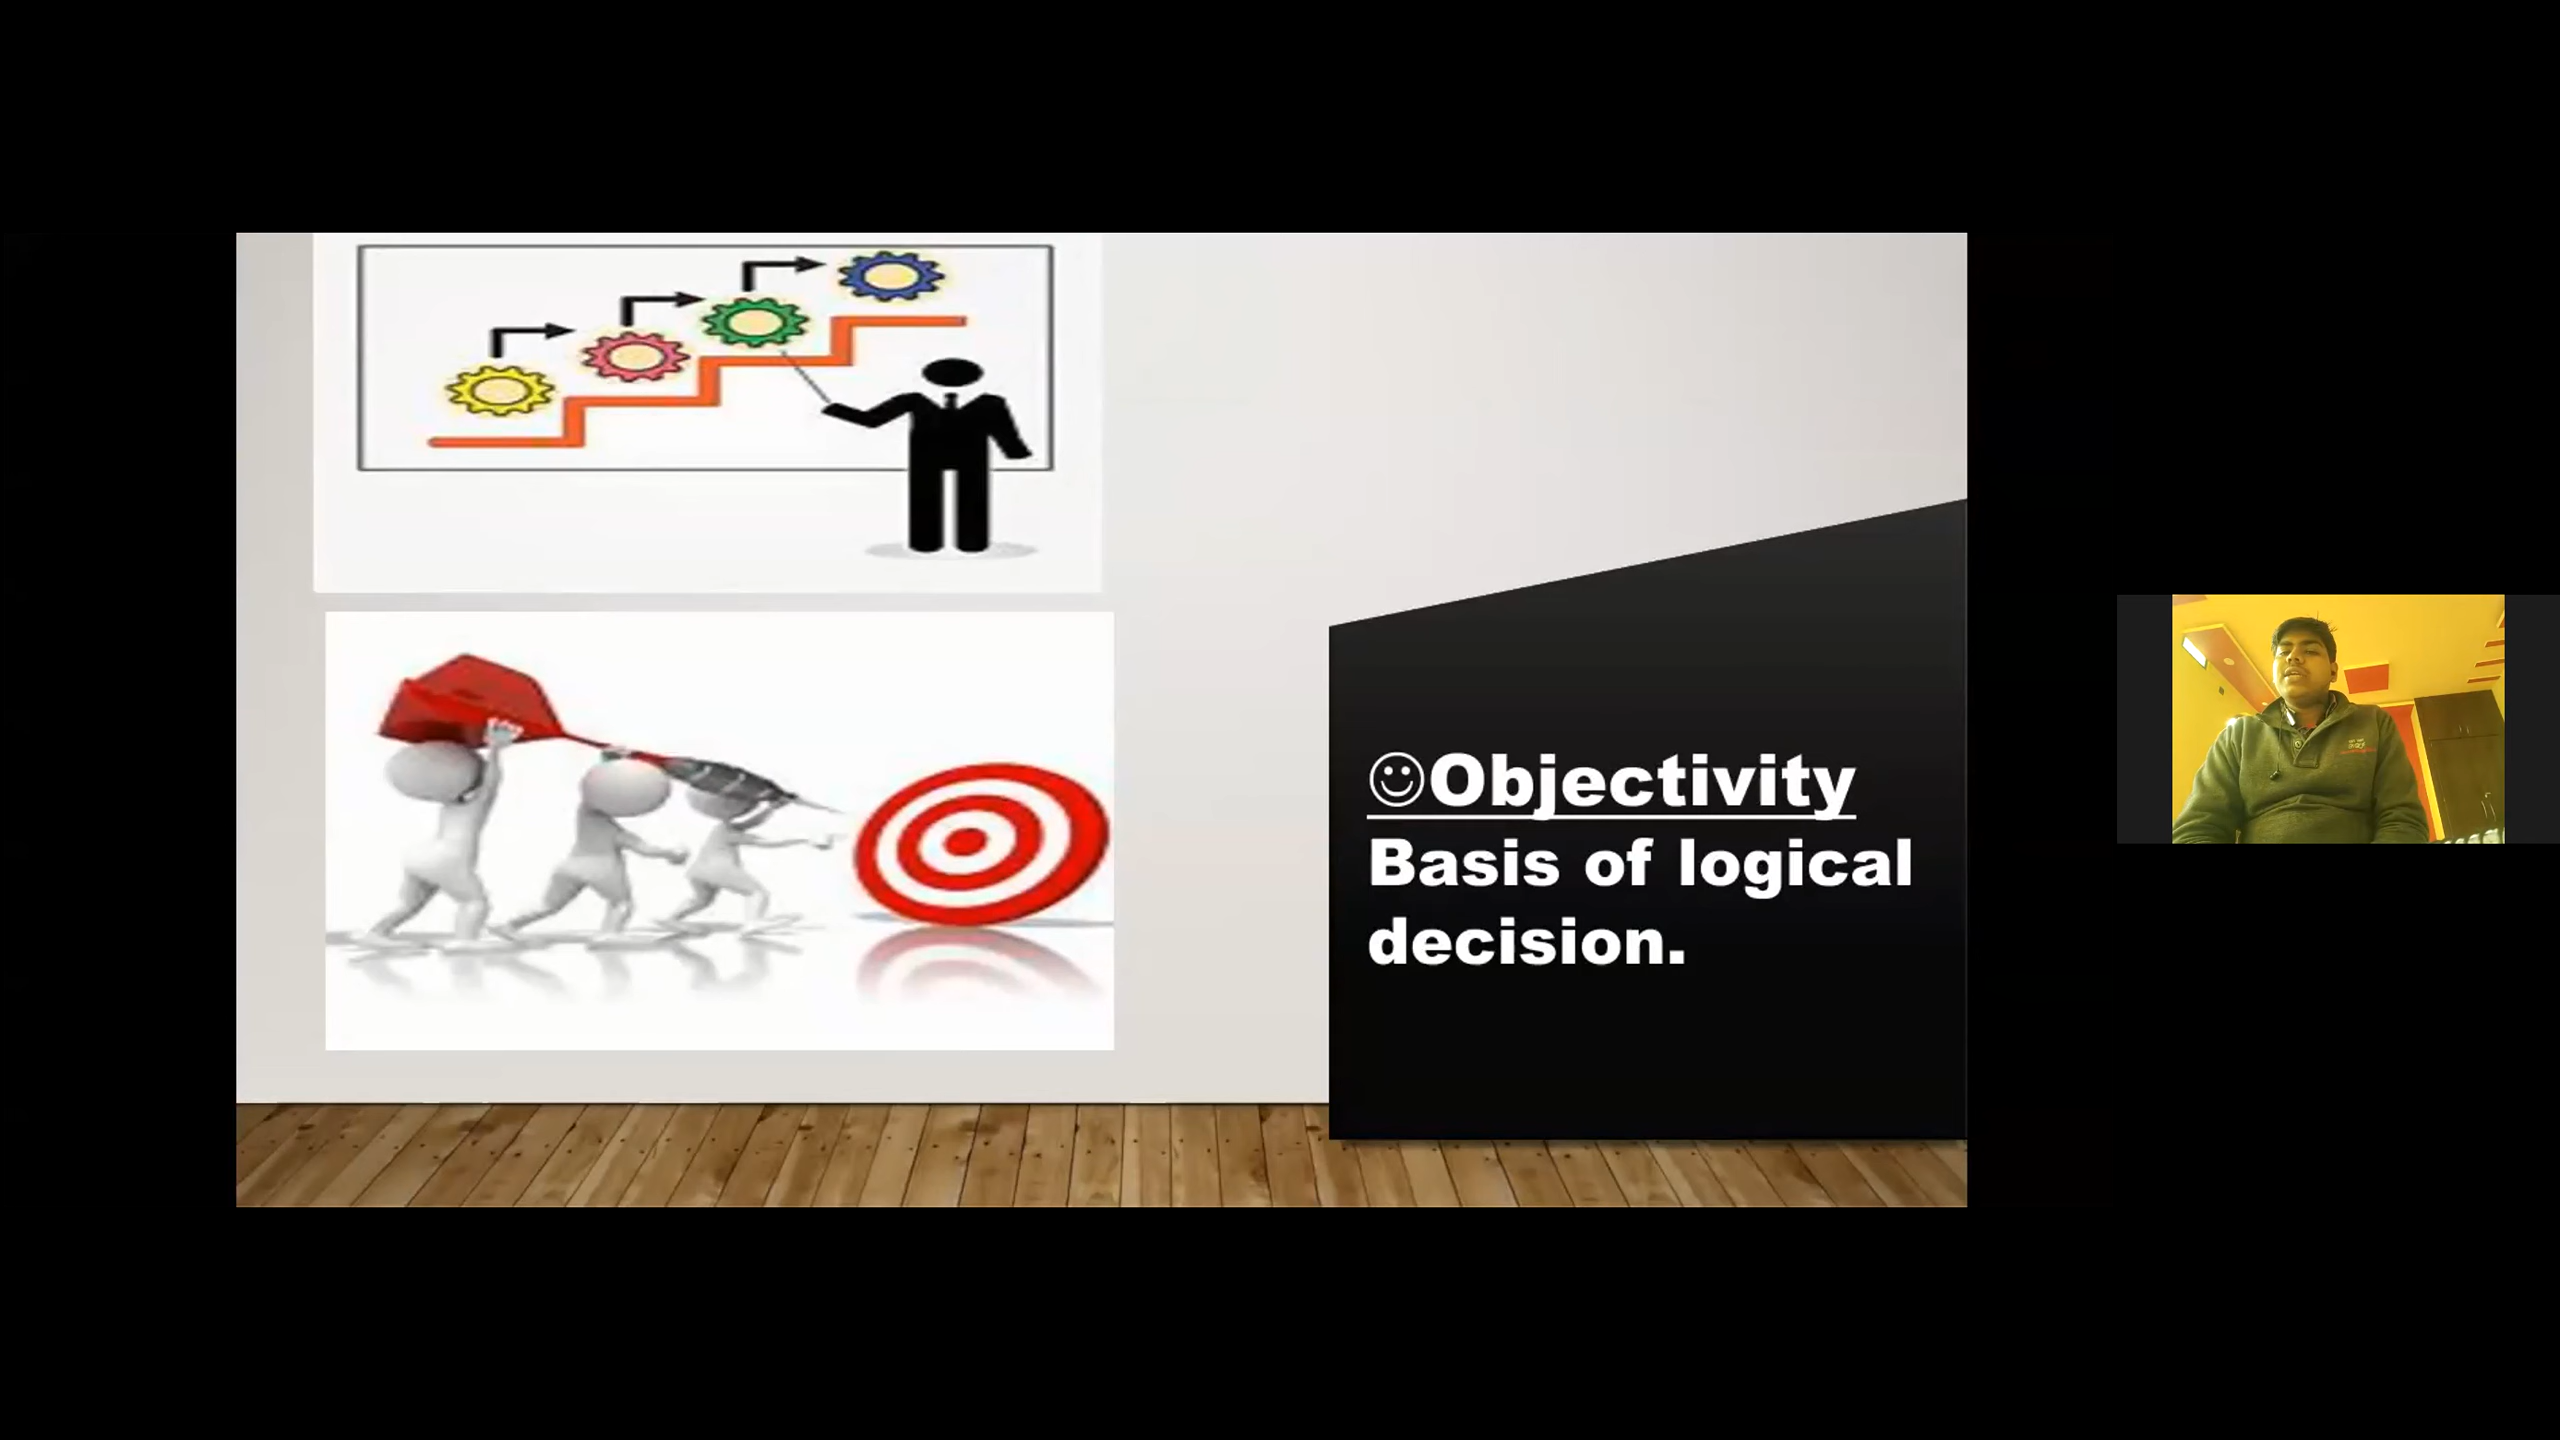 ☺Objectivity
Basis of logical
decision.